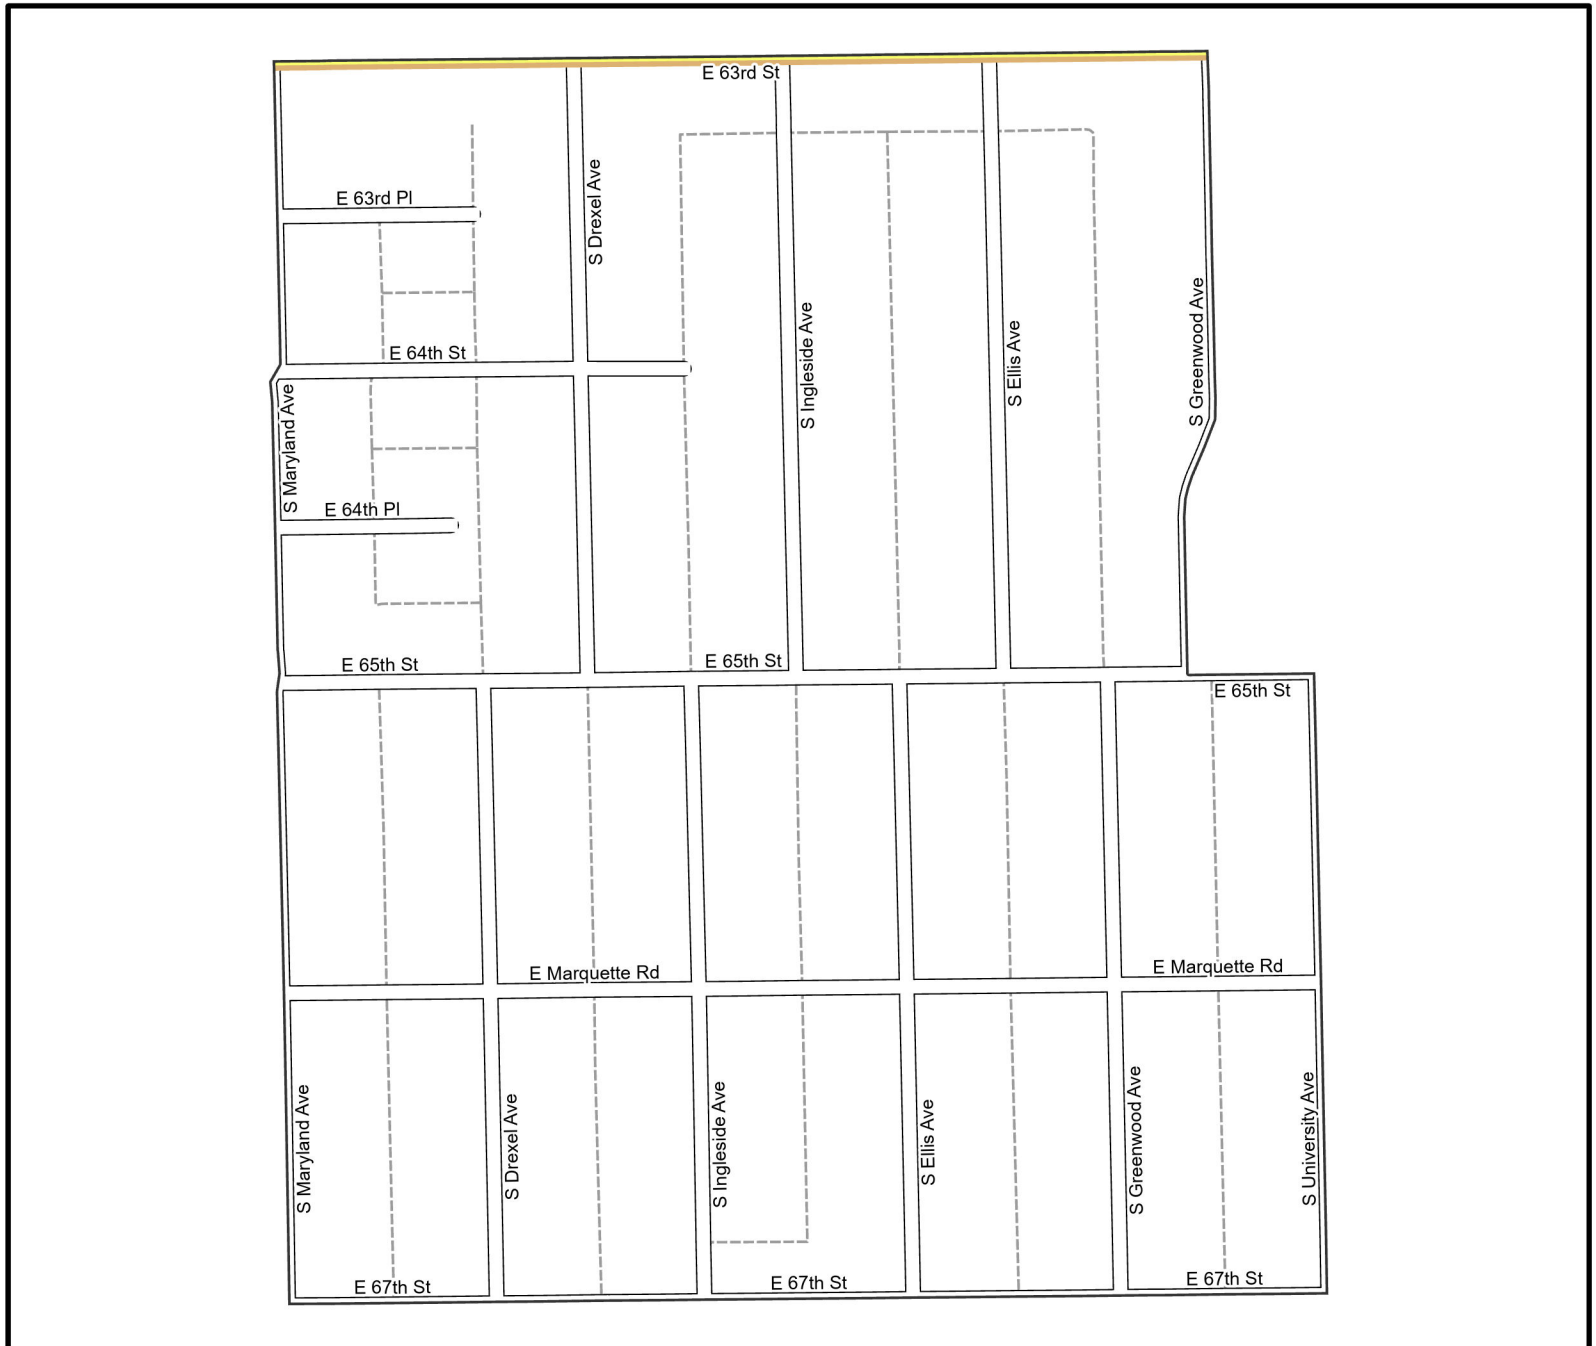 E 63rd St
E 63rd Pl
S Drexel Ave
S Greenwood Ave
S Ingleside Ave
S Ellis Ave
E 64th St
S Maryland Ave
E 64th Pl
E 65th St
E 65th St
E 65th St
E Marquette Rd
E Marquette Rd
S Maryland Ave
S Drexel Ave
S Ingleside Ave
S Ellis Ave
S Greenwood Ave
S University Ave
E 67th St
E 67th St
E 67th St